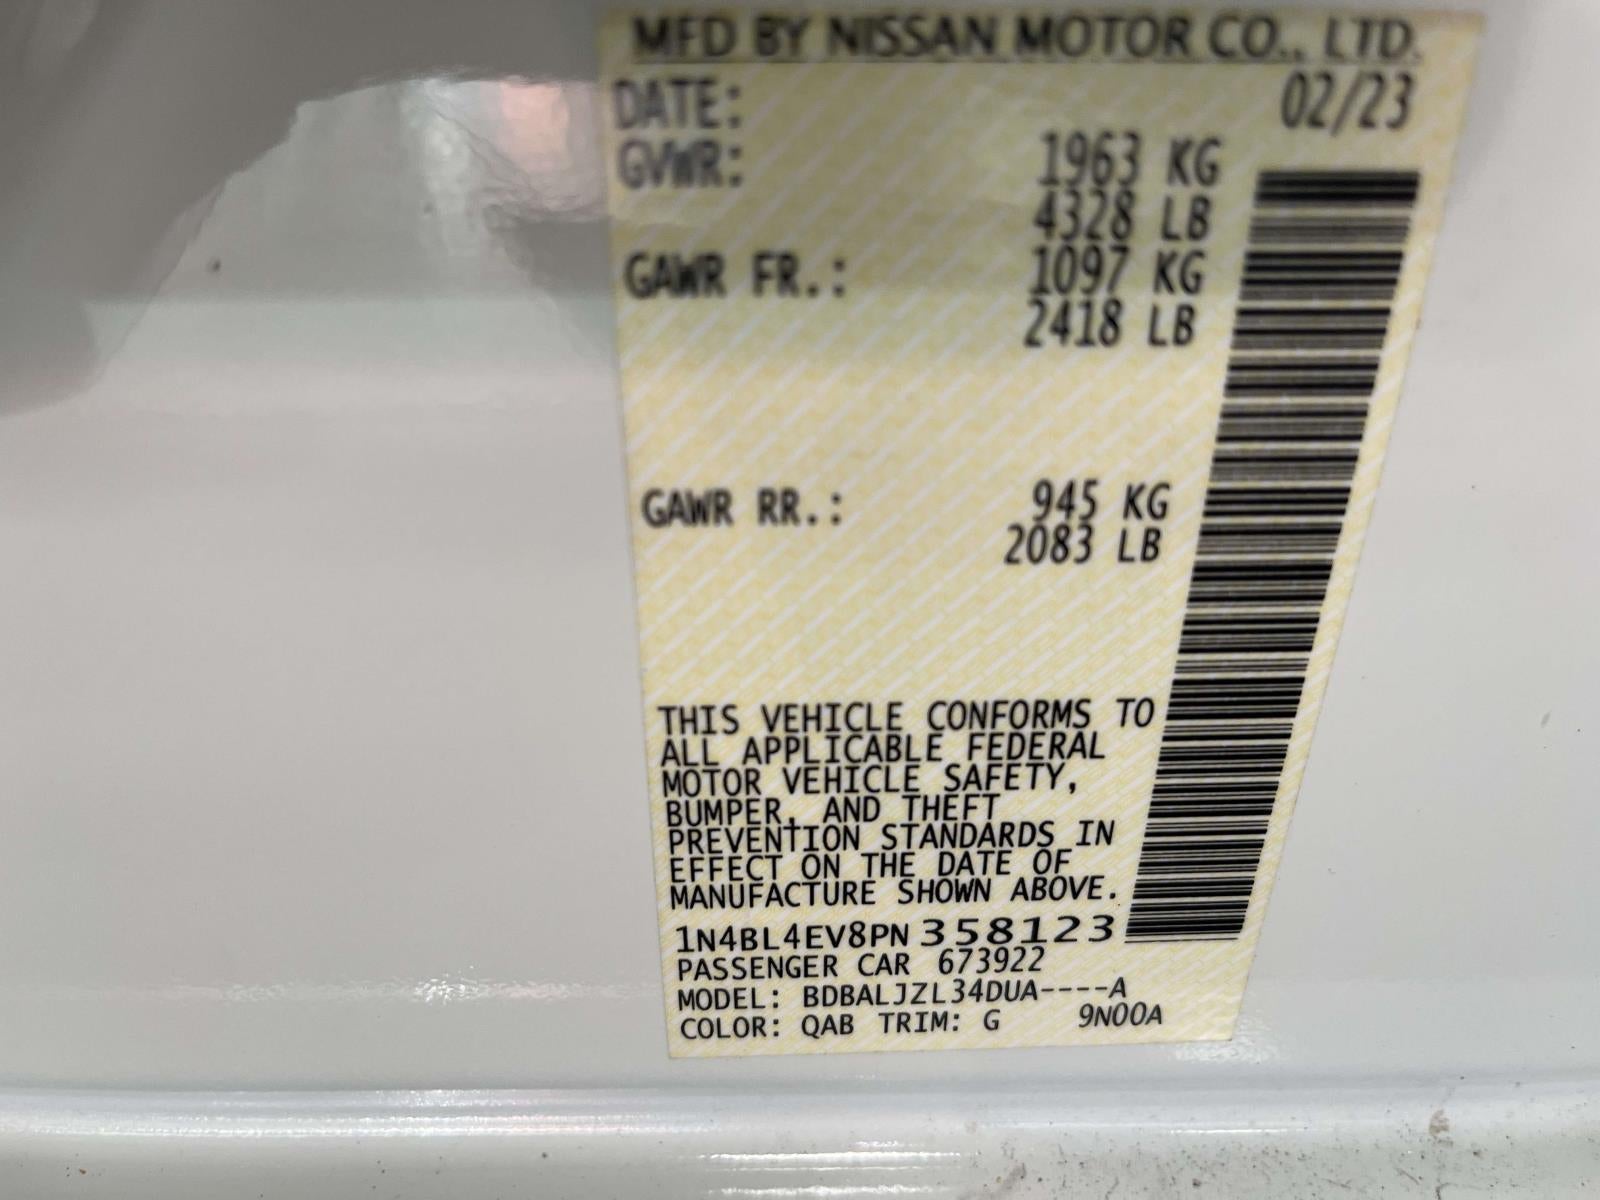 MFD BY NISSAN MOTOR CO., LTD.
DATE: 02/23
GVWR: 1963 KG
4328 LB
GAWR FR.: 1097 KG
2418 LB
GAWR RR.: 945 KG
2083 LB
THIS VEHICLE CONFORMS TO
ALL APPLICABLE FEDERAL
MOTOR VEHICLE SAFETY,
BUMPER, AND THEFT
PREVENTION STANDARDS IN
EFFECT ON THE DATE OF
MANUFACTURE SHOWN ABOVE.
1N4BL4EV8PN358123
PASSENGER CAR 673922
MODEL: BDBALJZL34DUA----A
COLOR: QAB TRIM: G 9N00A